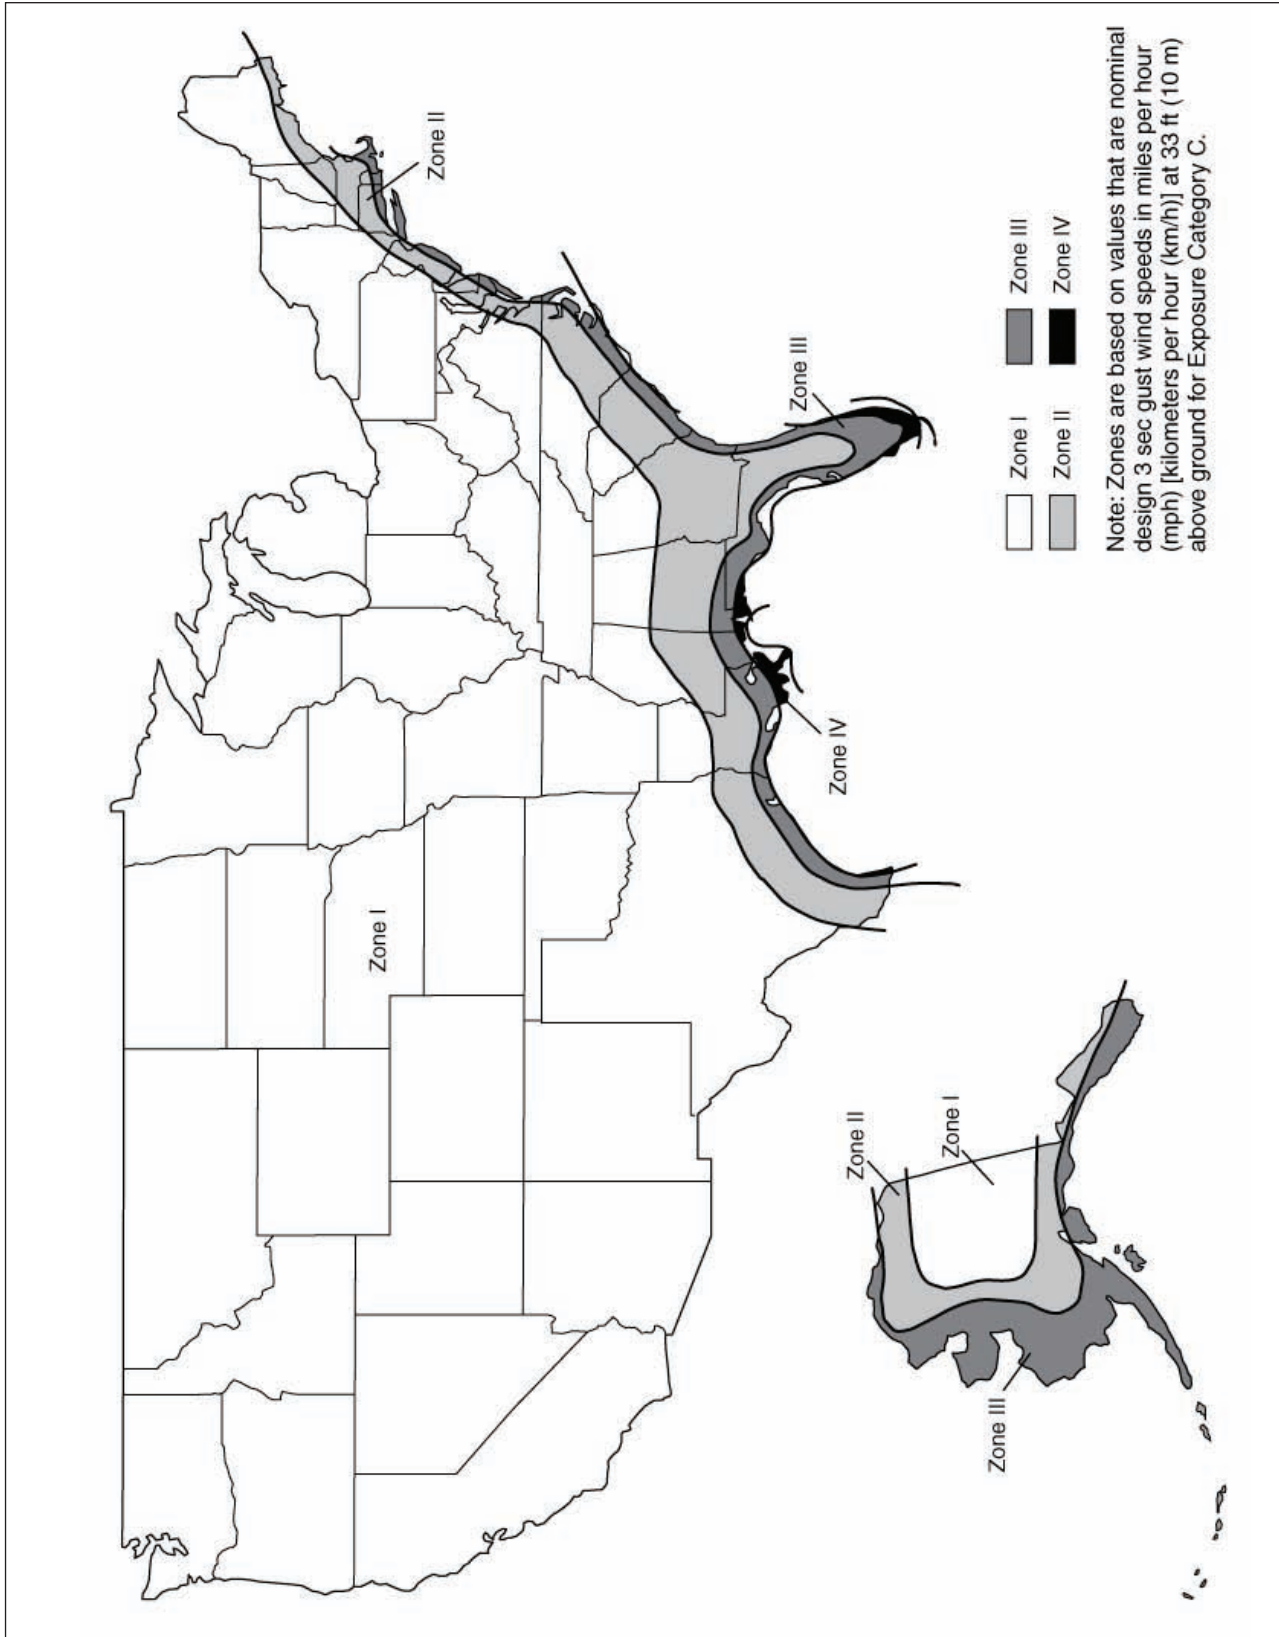 Zone I
Zone II
Zone III
Zone IV
Zone II
Zone I
Zone III
Zone I
Zone II
Zone III
Zone IV
Note: Zones are based on values that are nominal
design 3 sec gust wind speeds in miles per hour
(mph) [kilometers per hour (km/h)] at 33 ft (10 m)
above ground for Exposure Category C.